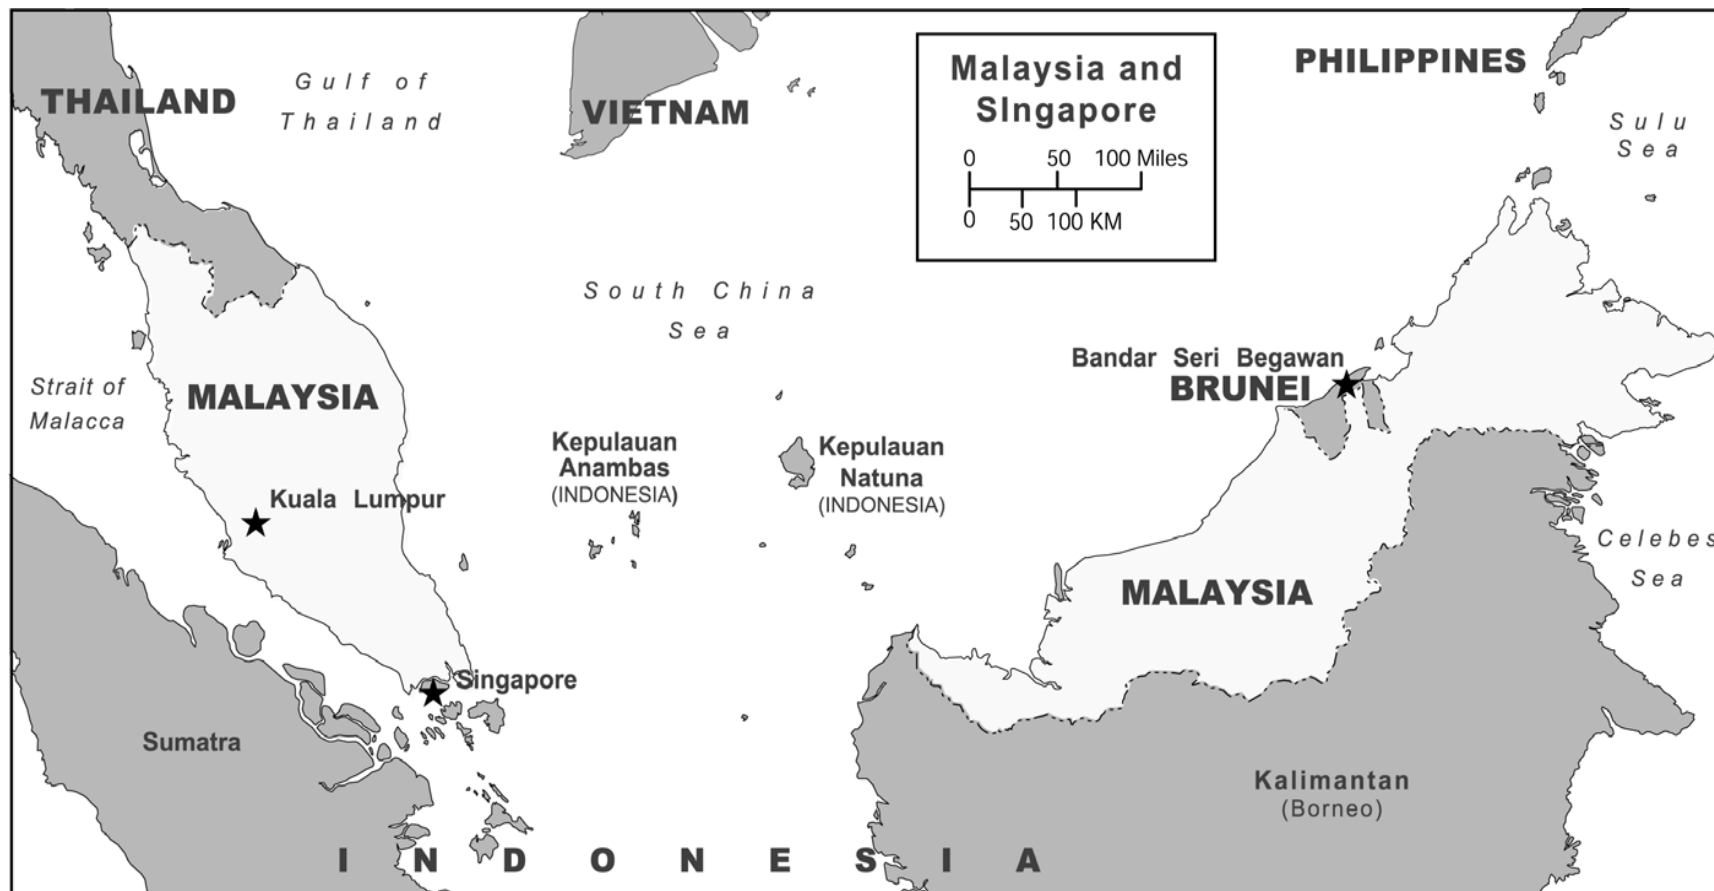 THAILAND
Gulf of
Thailand
VIETNAM
Malaysia and
SIngapore
0 50 100 Miles
0 50 100 KM
PHILIPPINES
Sulu
Sea
South China
Sea
Strait of
Malacca
MALAYSIA
Bandar Seri Begawan
BRUNEI
Kepulauan
Anambas
(INDONESIA)
Kepulauan
Natuna
(INDONESIA)
Kuala Lumpur
Celebes
Sea
MALAYSIA
Singapore
Sumatra
Kalimantan
(Borneo)
INDONESIA